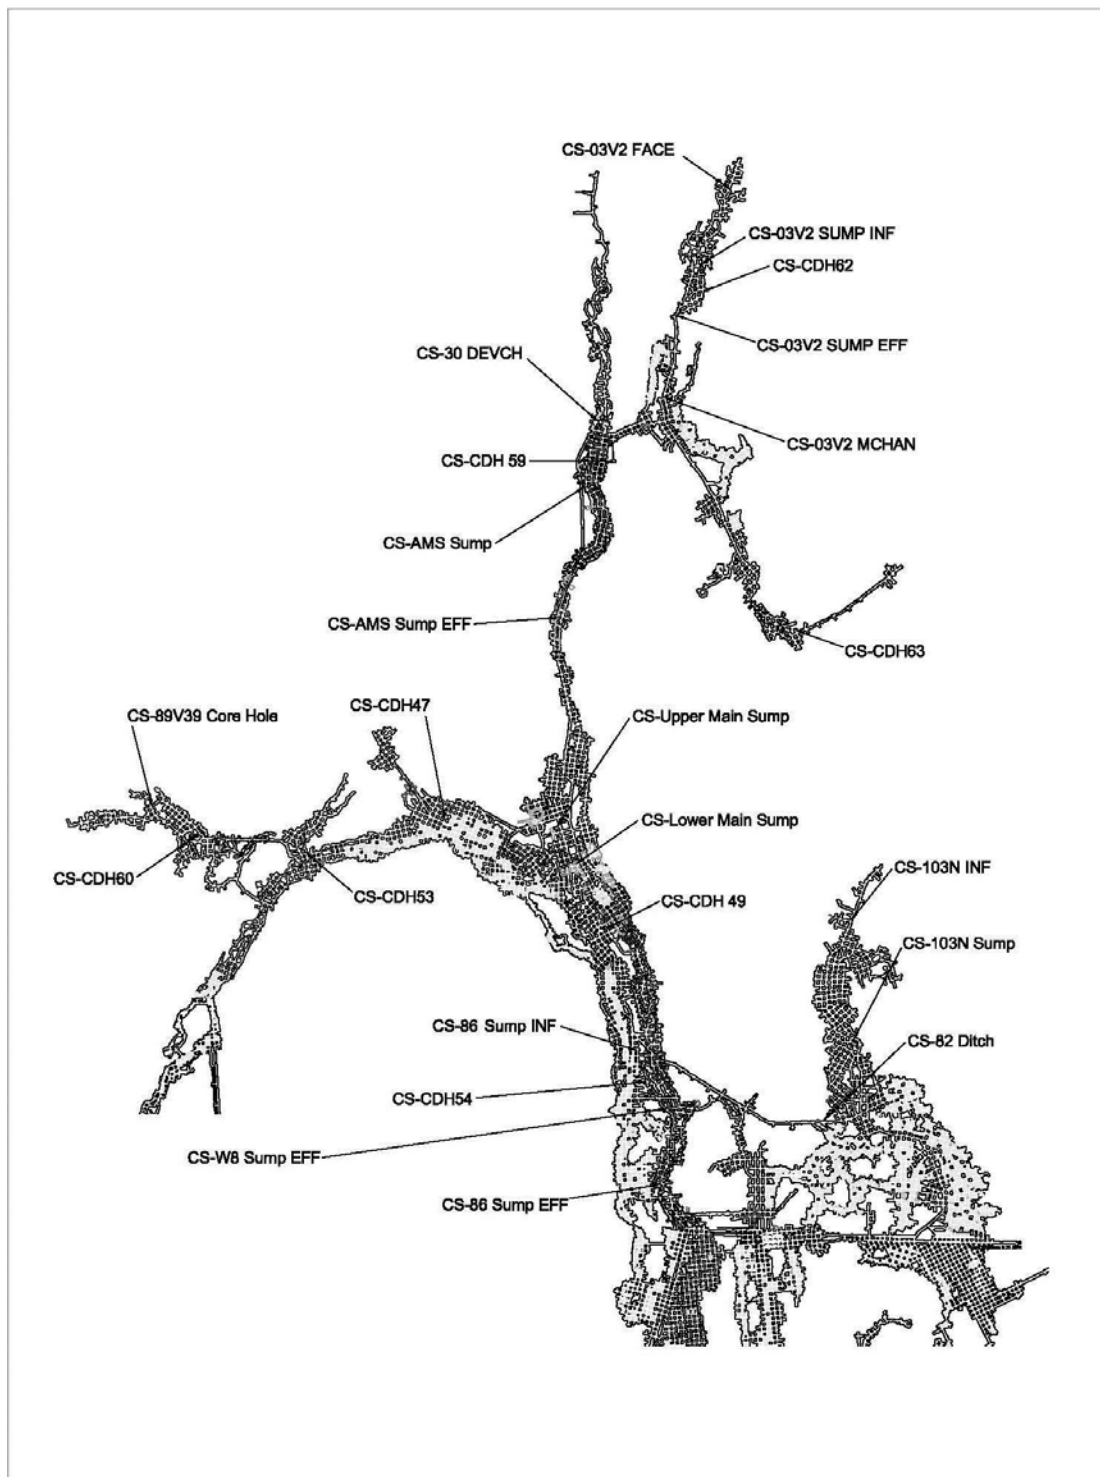 CS-03V2 FACE
CS-03V2 SUMP INF
CS-CDH62
CS-03V2 SUMP EFF
CS-30 DEVCH
CS-03V2 MCHAN
CS-CDH 59
CS-AMS Sump
CS-AMS Sump EFF
CS-CDH63
CS-CDH47
CS-89V39 Core Hole
CS-Upper Main Sump
CS-Lower Main Sump
CS-CDH60
CS-CDH53
CS-103N INF
CS-CDH 49
CS-103N Sump
CS-86 Sump INF
CS-82 Ditch
CS-CDH54
CS-W8 Sump EFF
CS-86 Sump EFF